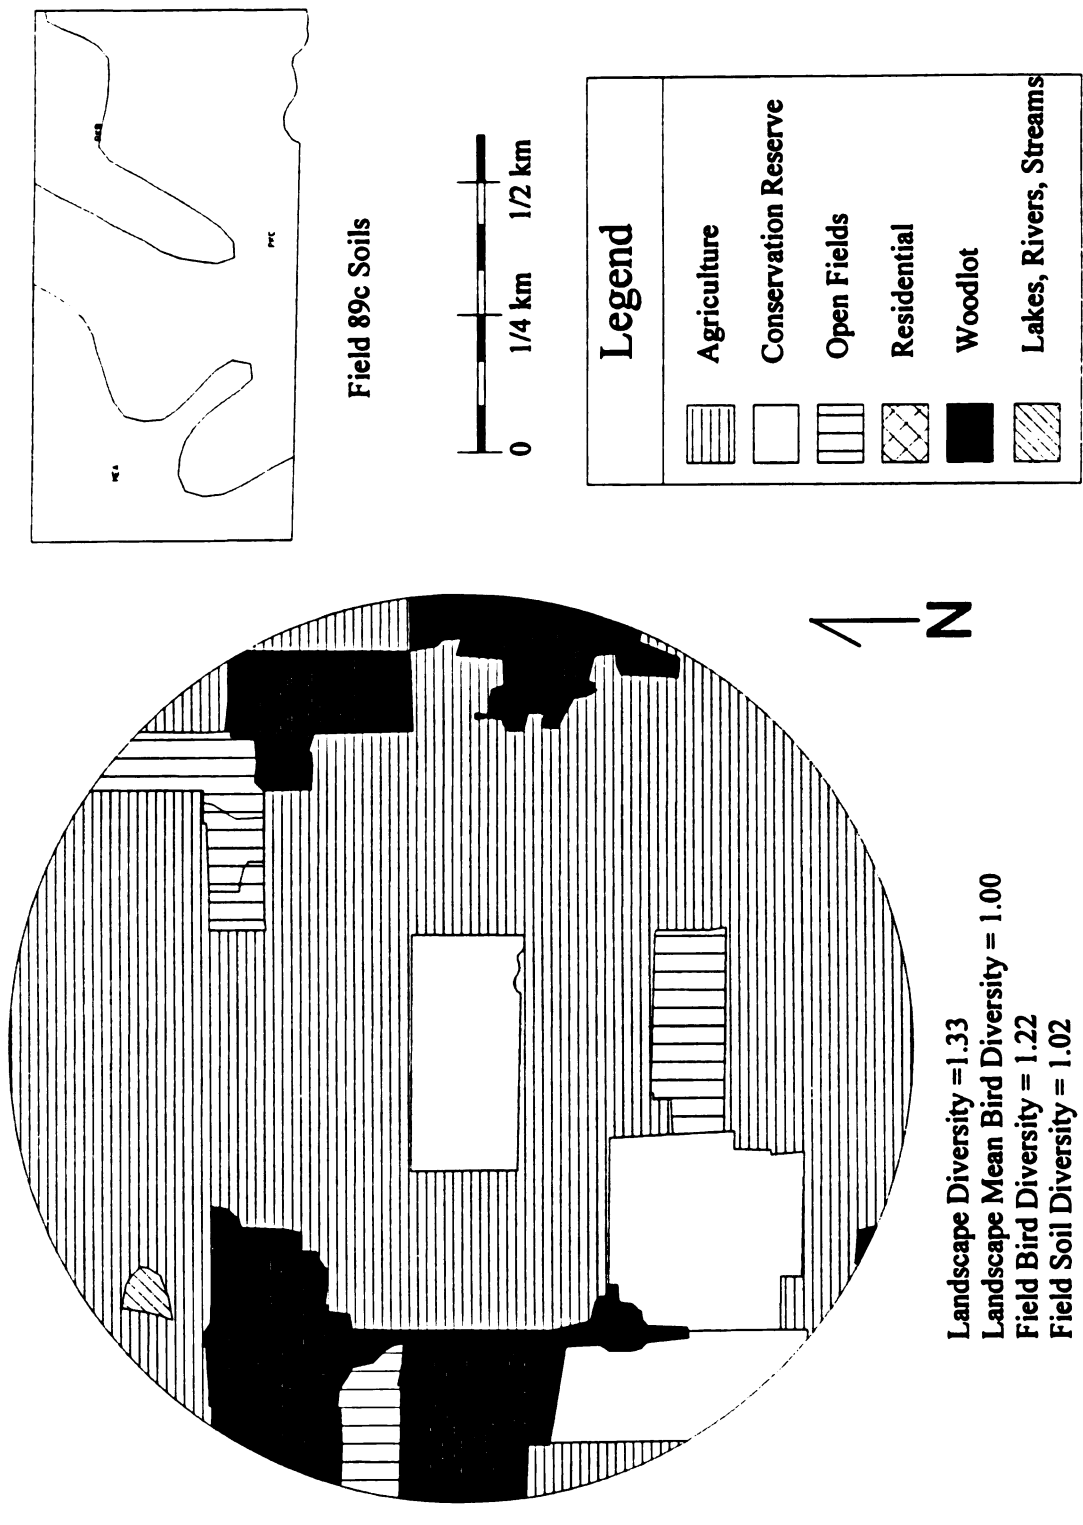 Field 89c Soils
0 1/4 km 1/2 km
Legend
Agriculture
Conservation Reserve
Open Fields
Residential
Woodlot
Lakes, Rivers, Streams
N
Landscape Diversity =1.33
Landscape Mean Bird Diversity = 1.00
Field Bird Diversity = 1.22
Field Soil Diversity = 1.02